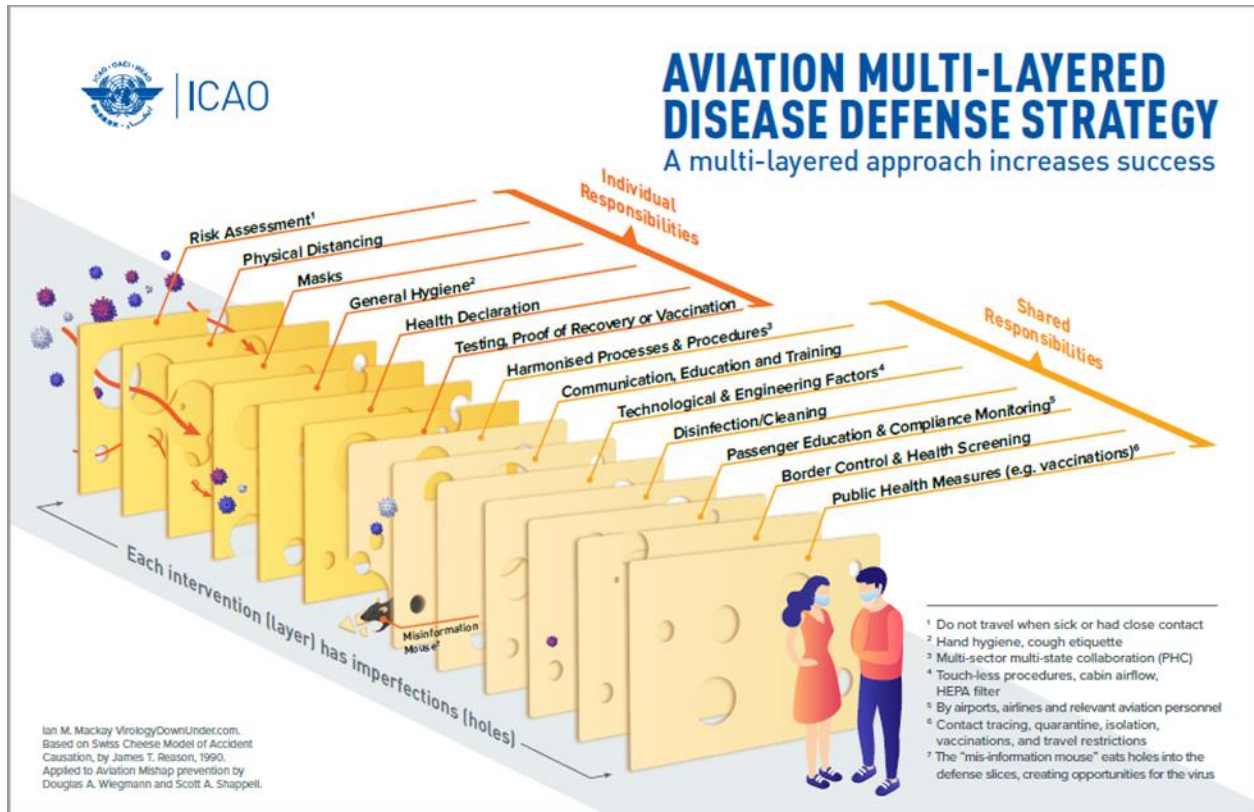 ICAO
AVIATION MULTI-LAYERED
DISEASE DEFENSE STRATEGY
A multi-layered approach increases success
Individual
Responsibilities
Risk Assessment¹
Physical Distancing
Masks
General Hygiene²
Health Declaration
Testing, Proof of Recovery or Vaccination
Shared
Responsibilities
Harmonised Processes & Procedures³
Communication, Education and Training
Technological & Engineering Factors⁴
Disinfection/Cleaning
Passenger Education & Compliance Monitoring⁵
Border Control & Health Screening
Public Health Measures (e.g. vaccinations)⁶
Misinformation
Mouse⁷
Each intervention (layer) has imperfections (holes)
¹ Do not travel when sick or had close contact
² Hand hygiene, cough etiquette
³ Multi-sector multi-state collaboration (PHC)
⁴ Touch-less procedures, cabin airflow,
HEPA filter
⁵ By airports, airlines and relevant aviation personnel
⁶ Contact tracing, quarantine, isolation,
vaccinations, and travel restrictions
⁷ The "mis-information mouse" eats holes into the
defense slices, creating opportunities for the virus
Ian M. Mackay VirologyDownUnder.com.
Based on Swiss Cheese Model of Accident
Causation, by James T. Reason, 1990.
Applied to Aviation Mishap prevention by
Douglas A. Wiegmann and Scott A. Shappell.